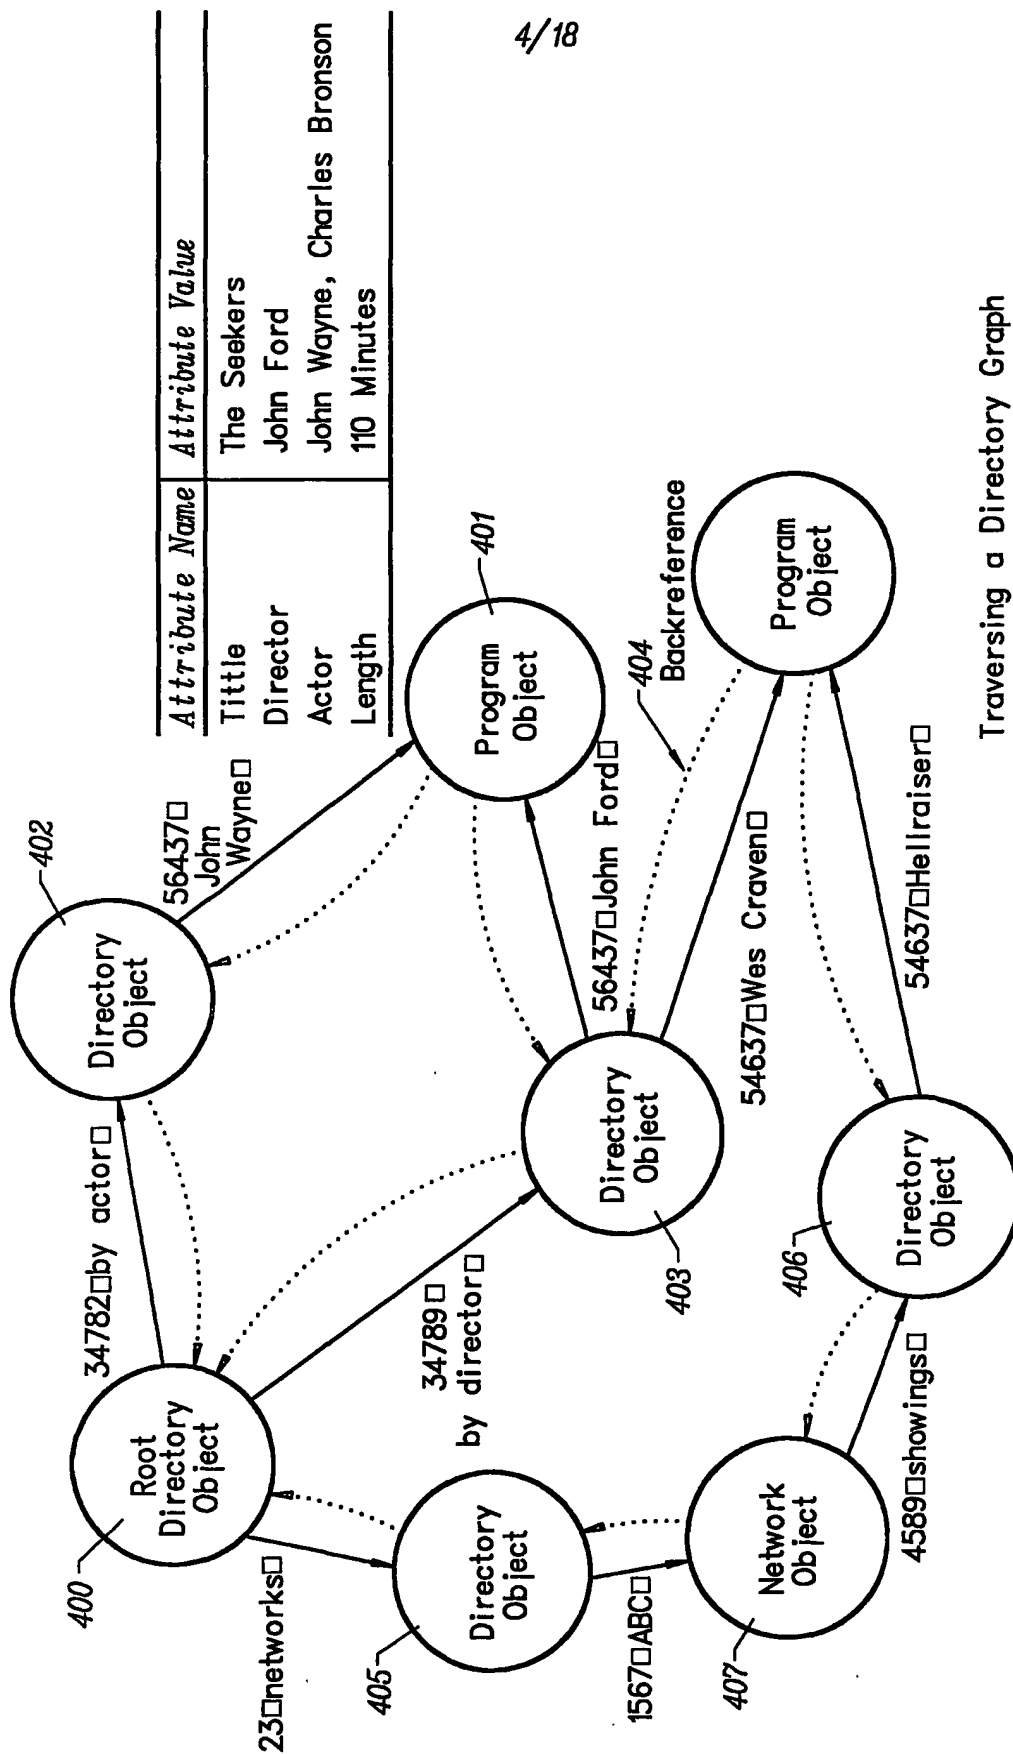 4/18
Attribute Name Attribute Value
Tittle The Seekers
Director John Ford
Actor John Wayne, Charles Bronson
Length 110 Minutes
402
Directory
Object
34782□by actor□
56437□
John
Wayne□
400
Root
Directory
Object
401
Program
Object
34789□
by director□
403
Directory
Object
56437□John Ford□
404
Backreference
23□networks□
405
Directory
Object
54637□Wes Craven□
Program
Object
1567□ABC□
407
Network
Object
406
Directory
Object
4589□showings□
54637□Hellraiser□
Traversing a Directory Graph